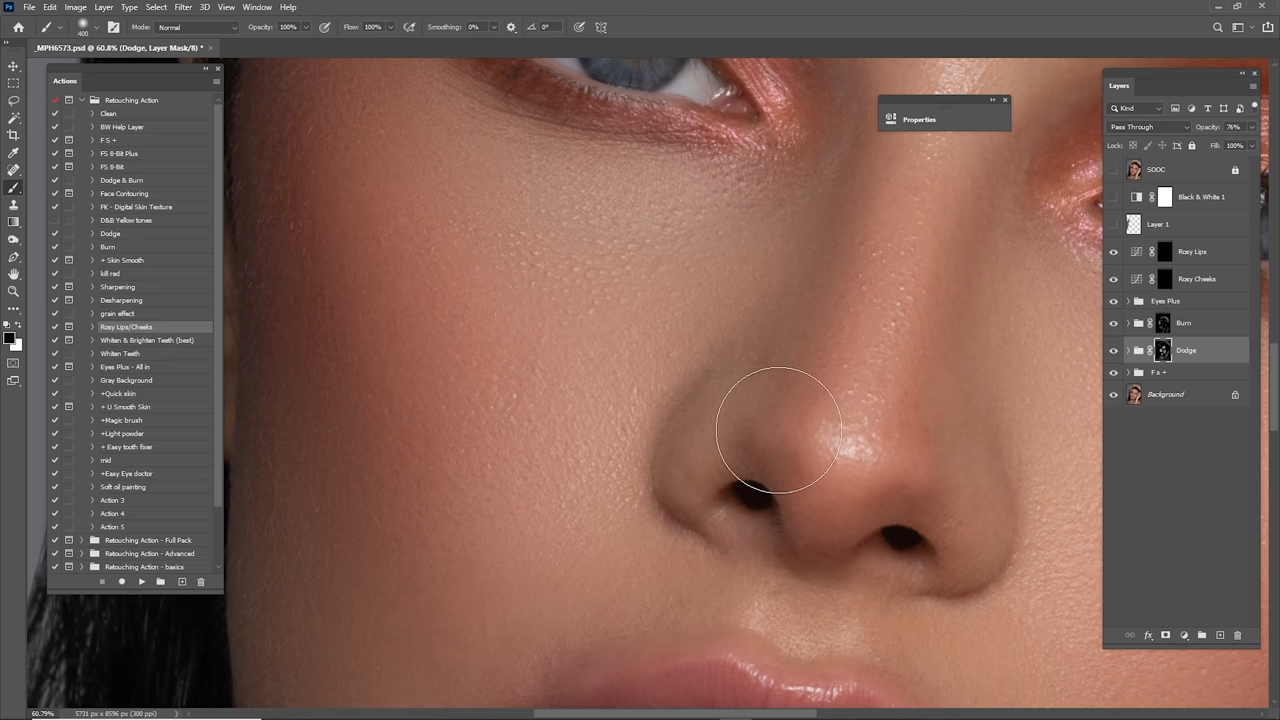 Ps File Edit Image Layer Type Select Filter 3D View Window Help
400 Mode: Normal Opacity: 100% Flow: 100% Smoothing: 0% 0°
_MPH6573.psd @ 60.8% (Dodge, Layer Mask/8) *
Actions
Retouching Action
Clean
BW Help Layer
F S +
FS 8-Bit Plus
FS 8-Bit
Dodge & Burn
Face Contouring
FK - Digital Skin Texture
D&B Yellow tones
Dodge
Burn
+ Skin Smooth
kill red
Sharpening
Desharpening
grain effect
Rosy Lips/Cheeks
Whiten & Brighten Teeth (best)
Whiten Teeth
Eyes Plus - All in
Gray Background
+Quick skin
+ U Smooth Skin
+Magic brush
+Light powder
+ Easy tooth fixer
mid
+Easy Eye doctor
Soft oil painting
Action 3
Action 4
Action 5
Retouching Action - Full Pack
Retouching Action - Advanced
Retouching Action - basics
Properties
Layers
Kind
Pass Through Opacity: 76%
Lock: Fill: 100%
SOOC
Black & White 1
Layer 1
Rosy Lips
Rosy Cheeks
Eyes Plus
Burn
Dodge
F s +
Background
fx
60.79% 5731 px x 8596 px (300 ppi)